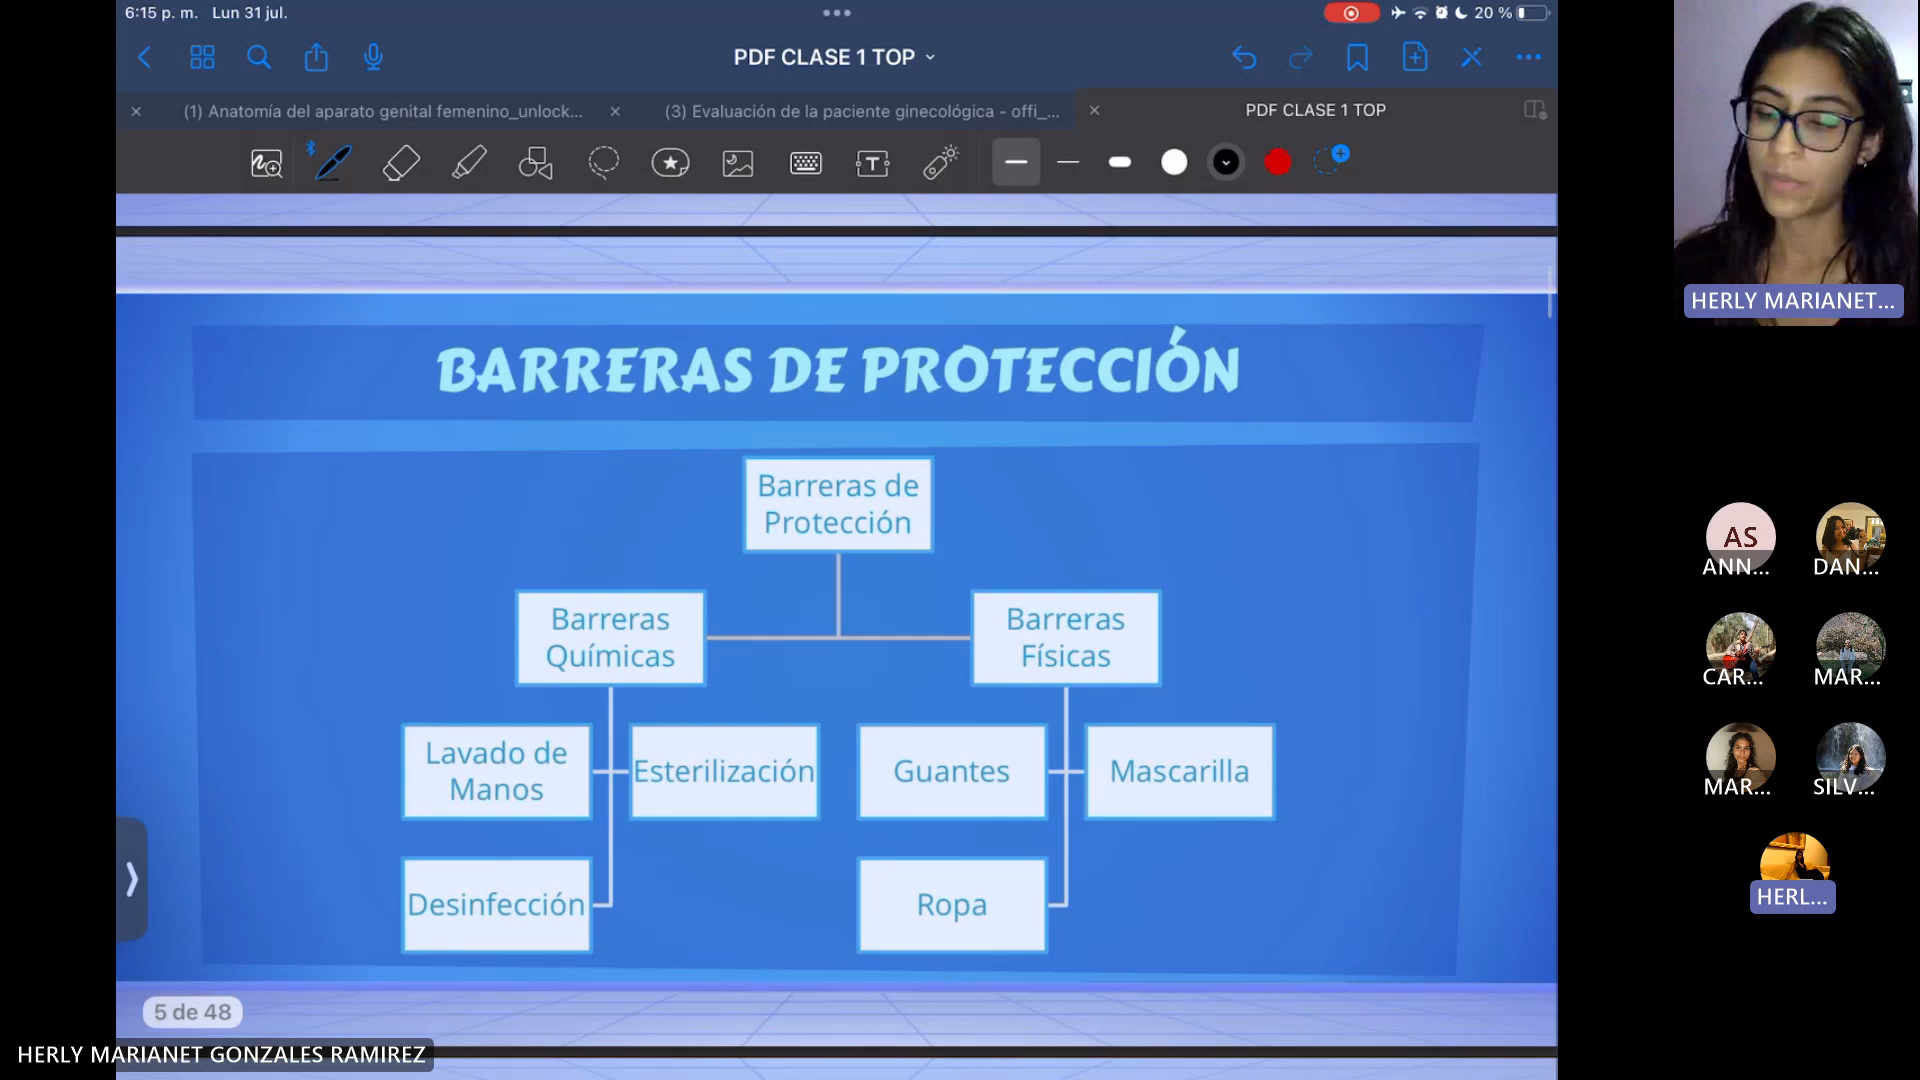 6:15 p. m. Lun 31 jul.
20 %
PDF CLASE 1 TOP
(1) Anatomía del aparato genital femenino_unlock...
(3) Evaluación de la paciente ginecológica - offi_...
PDF CLASE 1 TOP
T
BARRERAS DE PROTECCIÓN
Barreras de
Protección
Barreras
Químicas
Barreras
Físicas
Lavado de
Manos
Esterilización
Guantes
Mascarilla
Desinfección
Ropa
5 de 48
HERLY MARIANET GONZALES RAMIREZ
HERLY MARIANET...
AS
ANN...
DAN...
CAR...
MAR...
MAR...
SILV...
HERL...